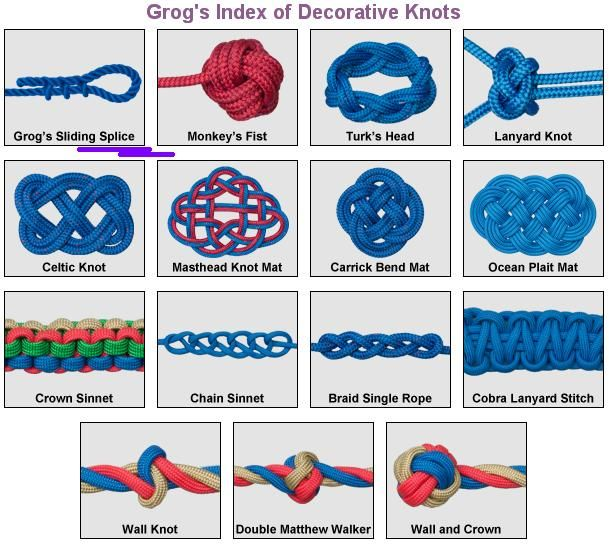 Grog's Index of Decorative Knots
Grog's Sliding Splice
Monkey's Fist
Turk's Head
Lanyard Knot
Celtic Knot
Masthead Knot Mat
Carrick Bend Mat
Ocean Plait Mat
Crown Sinnet
Chain Sinnet
Braid Single Rope
Cobra Lanyard Stitch
Wall Knot
Double Matthew Walker
Wall and Crown